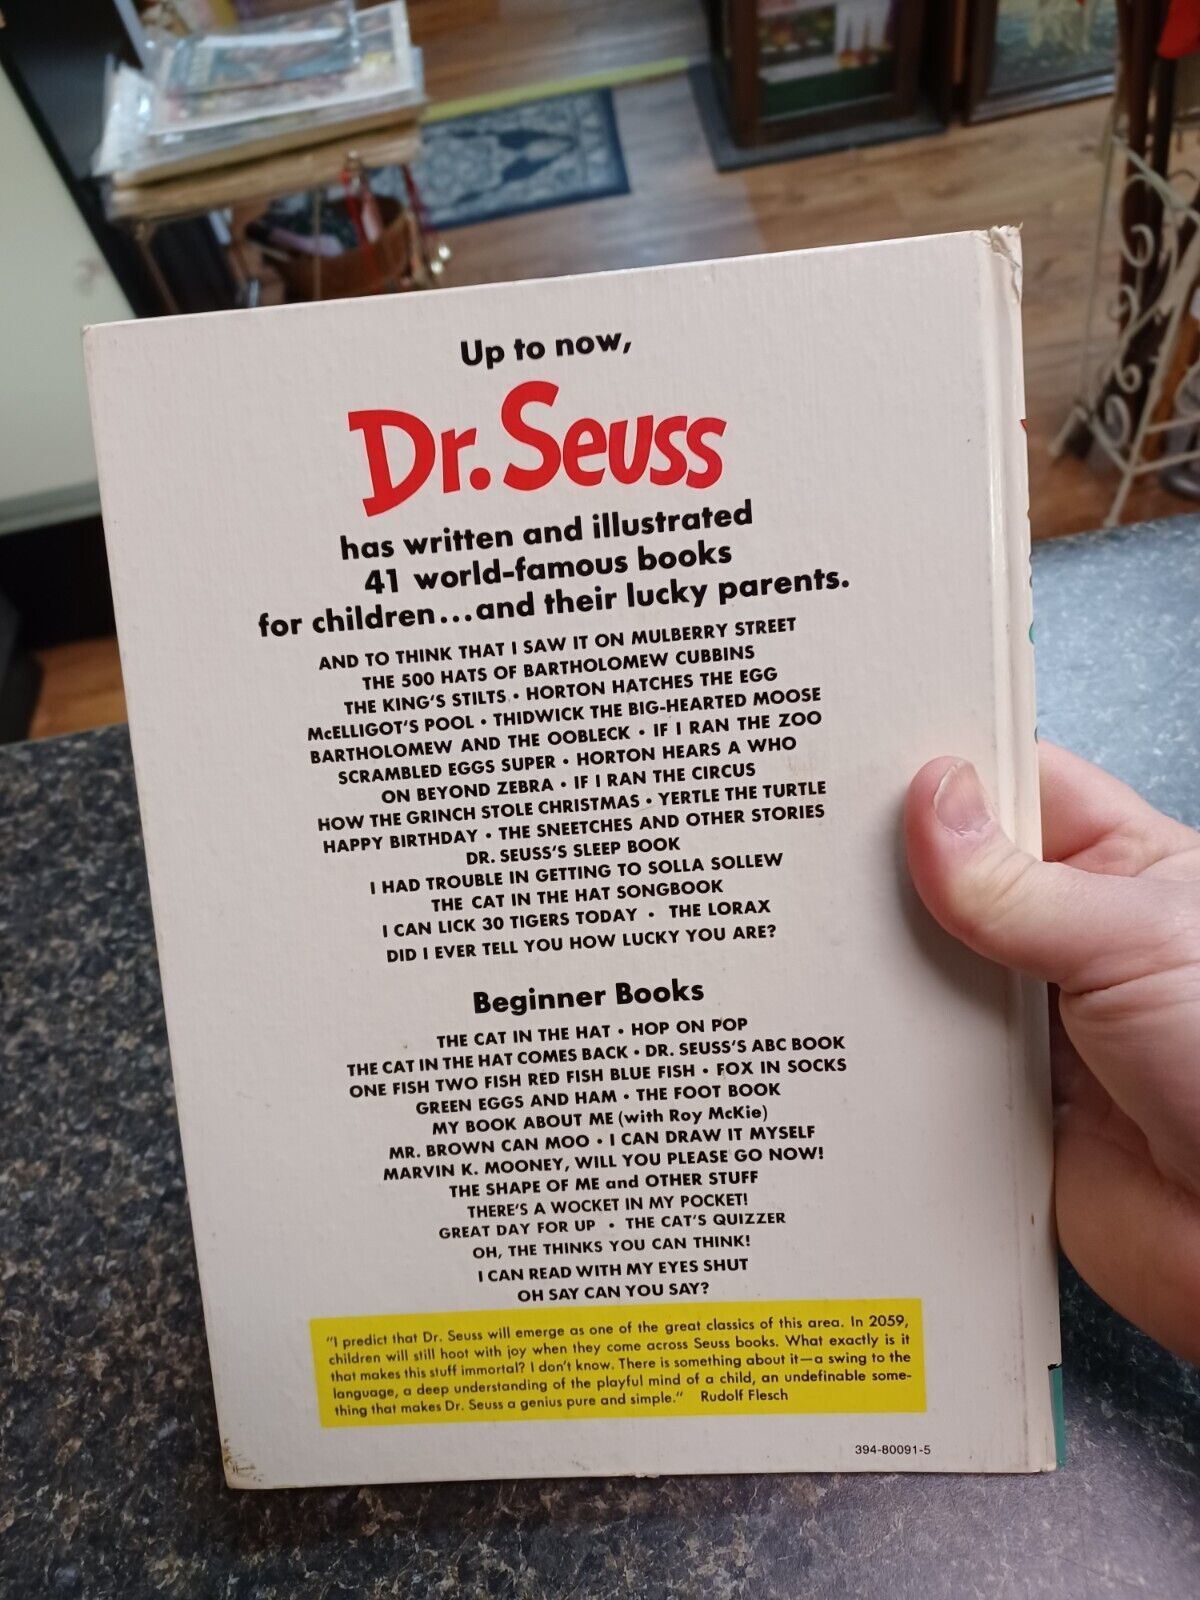 Up to now,
Dr. Seuss
has written and illustrated
41 world-famous books
for children...and their lucky parents.
AND TO THINK THAT I SAW IT ON MULBERRY STREET
THE 500 HATS OF BARTHOLOMEW CUBBINS
THE KING'S STILTS • HORTON HATCHES THE EGG
McELLIGOT'S POOL • THIDWICK THE BIG-HEARTED MOOSE
BARTHOLOMEW AND THE OOBLECK • IF I RAN THE ZOO
SCRAMBLED EGGS SUPER • HORTON HEARS A WHO
ON BEYOND ZEBRA • IF I RAN THE CIRCUS
HOW THE GRINCH STOLE CHRISTMAS • YERTLE THE TURTLE
HAPPY BIRTHDAY • THE SNEETCHES AND OTHER STORIES
DR. SEUSS'S SLEEP BOOK
I HAD TROUBLE IN GETTING TO SOLLA SOLLEW
THE CAT IN THE HAT SONGBOOK
I CAN LICK 30 TIGERS TODAY • THE LORAX
DID I EVER TELL YOU HOW LUCKY YOU ARE?
Beginner Books
THE CAT IN THE HAT • HOP ON POP
THE CAT IN THE HAT COMES BACK • DR. SEUSS'S ABC BOOK
ONE FISH TWO FISH RED FISH BLUE FISH • FOX IN SOCKS
GREEN EGGS AND HAM • THE FOOT BOOK
MY BOOK ABOUT ME (with Roy McKie)
MR. BROWN CAN MOO • I CAN DRAW IT MYSELF
MARVIN K. MOONEY, WILL YOU PLEASE GO NOW!
THE SHAPE OF ME and OTHER STUFF
THERE'S A WOCKET IN MY POCKET!
GREAT DAY FOR UP • THE CAT'S QUIZZER
OH, THE THINKS YOU CAN THINK!
I CAN READ WITH MY EYES SHUT
OH SAY CAN YOU SAY?
"I predict that Dr. Seuss will emerge as one of the great classics of this area. In 2059,
children will still hoot with joy when they come across Seuss books. What exactly is it
that makes this stuff immortal? I don't know. There is something about it—a swing to the
language, a deep understanding of the playful mind of a child, an undefinable some-
thing that makes Dr. Seuss a genius pure and simple." Rudolf Flesch
394-80091-5